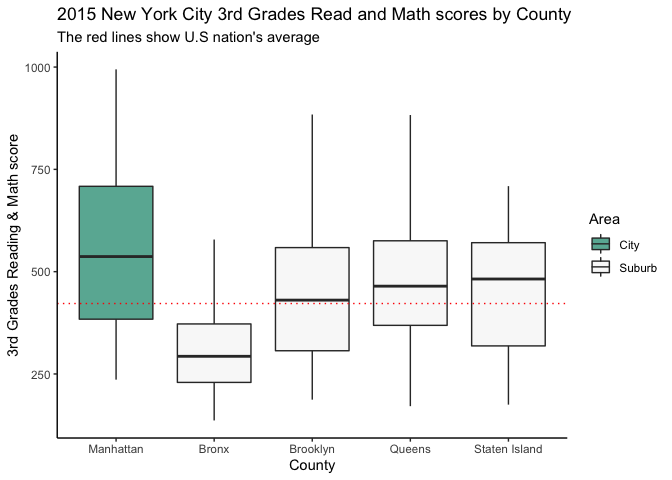 2015 New York City 3rd Grades Read and Math scores by County
The red lines show U.S nation's average
3rd Grades Reading & Math score
1000
750
500
250
Manhattan
Bronx
Brooklyn
Queens
Staten Island
County
Area
City
Suburb